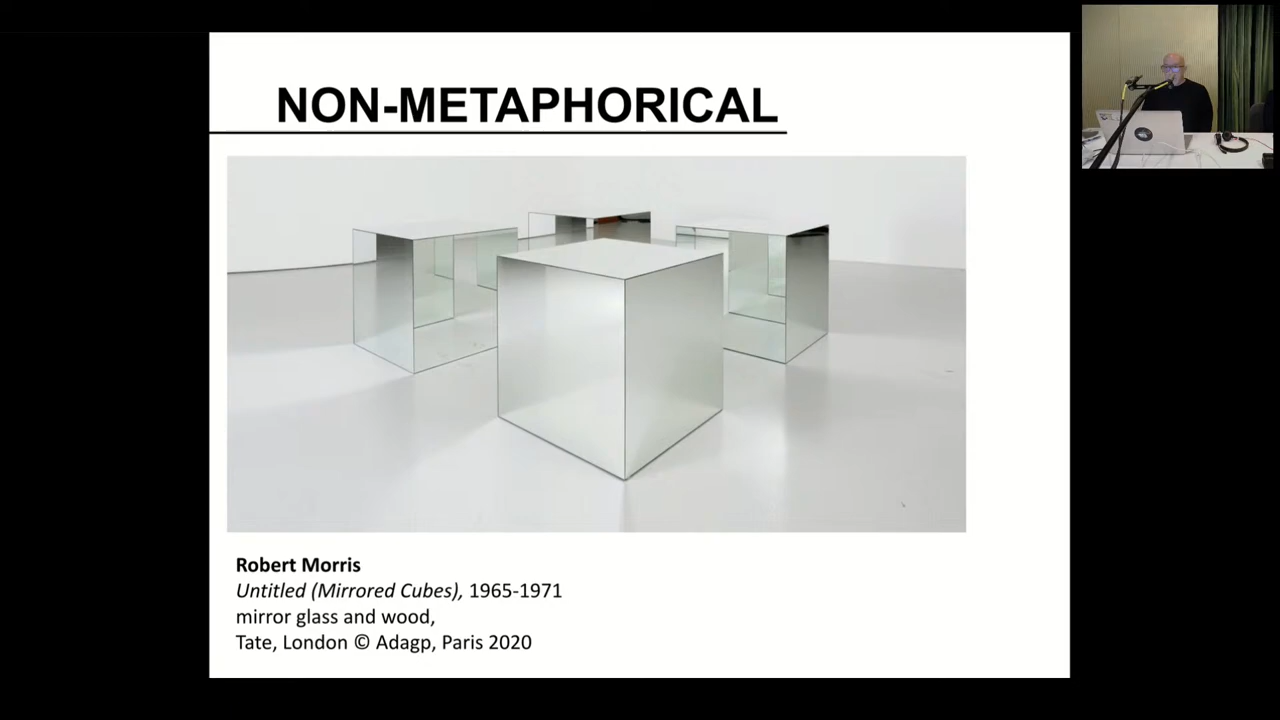 NON-METAPHORICAL
Robert Morris
Untitled (Mirrored Cubes), 1965-1971
mirror glass and wood,
Tate, London © Adagp, Paris 2020